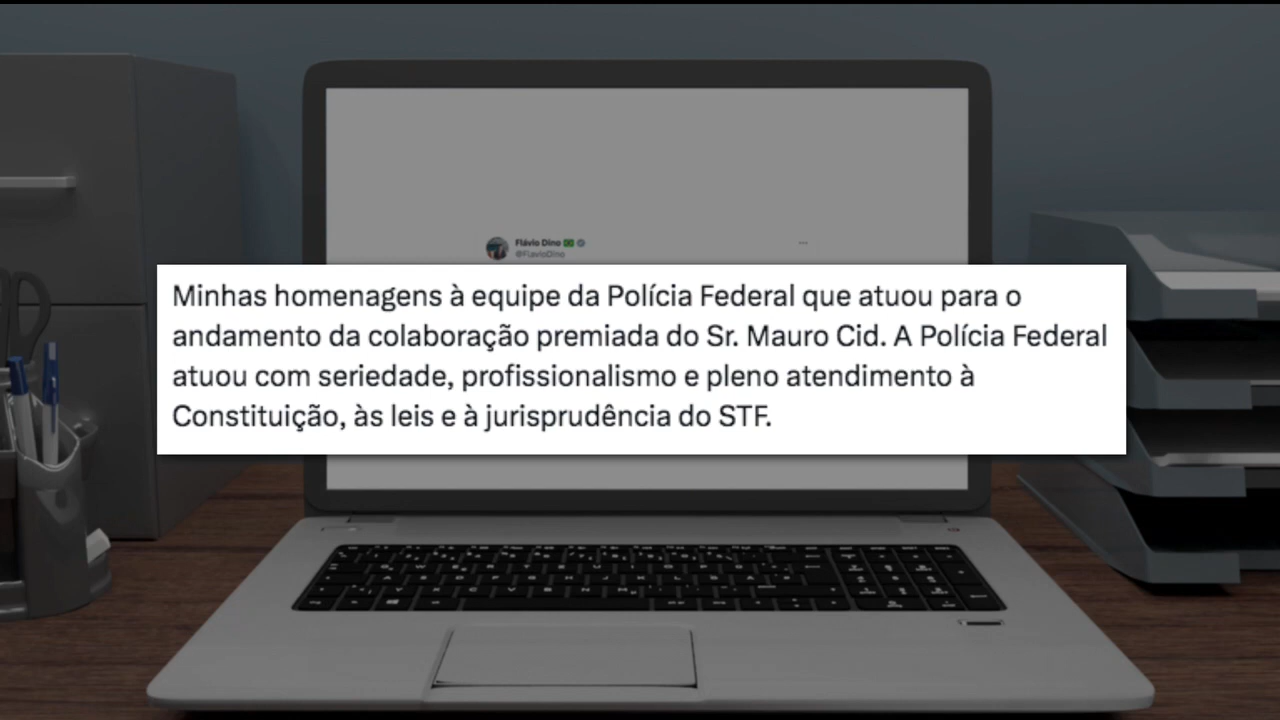 Flávio Dino
@FlavioDino
Minhas homenagens à equipe da Polícia Federal que atuou para o
andamento da colaboração premiada do Sr. Mauro Cid. A Polícia Federal
atuou com seriedade, profissionalismo e pleno atendimento à
Constituição, às leis e à jurisprudência do STF.